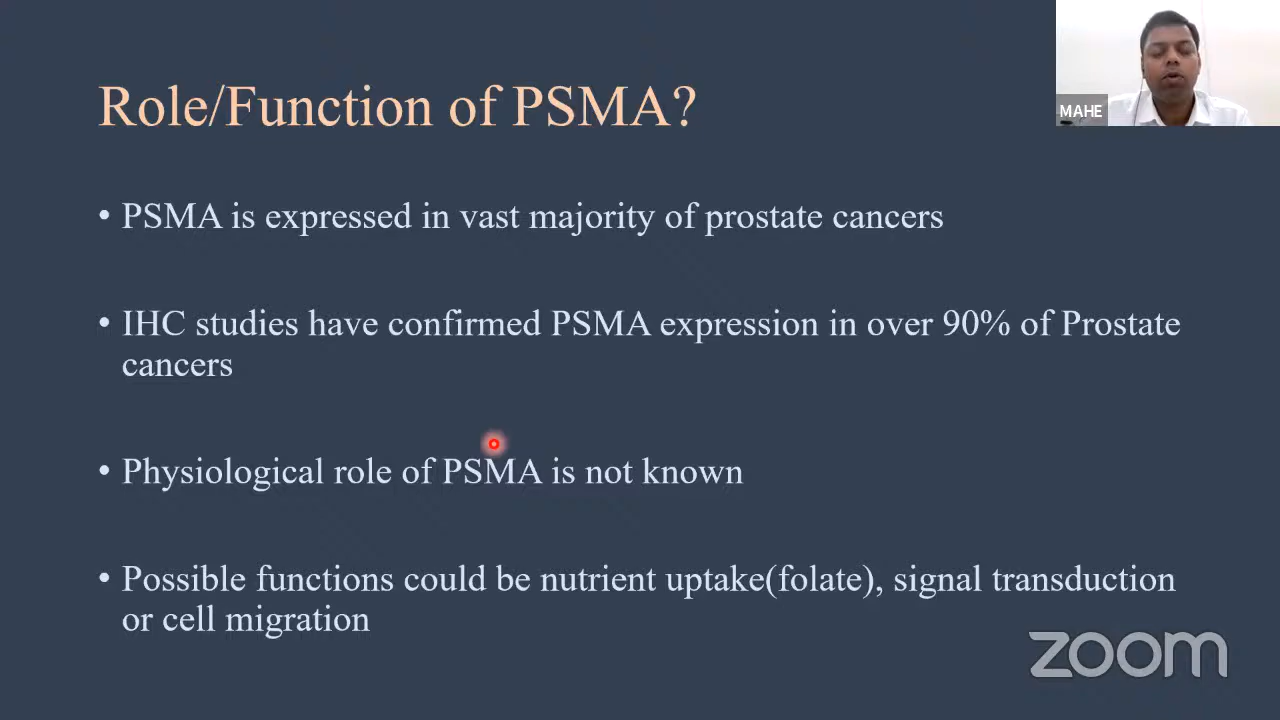 Role/Function of PSMA?
MAHE
• PSMA is expressed in vast majority of prostate cancers
• IHC studies have confirmed PSMA expression in over 90% of Prostate
cancers
• Physiological role of PSMA is not known
• Possible functions could be nutrient uptake(folate), signal transduction
or cell migration
zoom